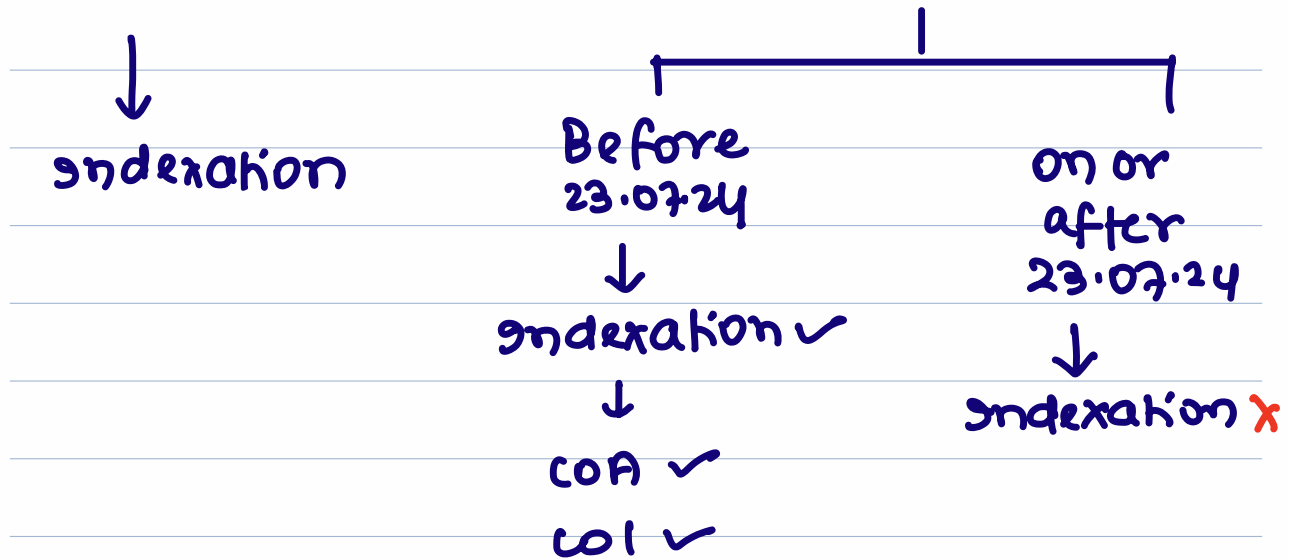 Indexation
Before
23.07.24
Indexation ✓
COA ✓
COI ✓
on or
after
23.07.24
Indexation x